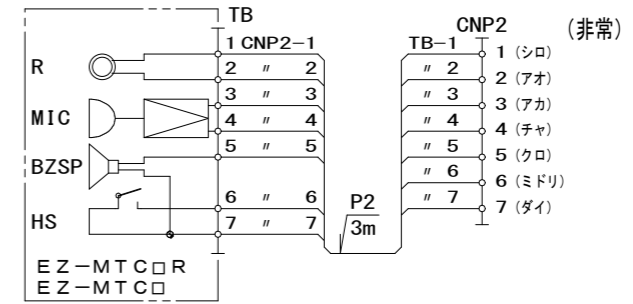 TB
CNP2
(非常)
1 CNP2-1
TB-1
1 (シロ)
R
2 〃 2
〃 2
2 (アオ)
3 〃 3
〃 3
3 (アカ)
MIC
4 〃 4
〃 4
4 (チャ)
5 〃 5
〃 5
5 (クロ)
BZSP
〃 6
6 (ミドリ)
6 〃 6
P2
〃 7
7 (ダイ)
HS
7 〃 7
3m
EZ-MTC□R
EZ-MTC□